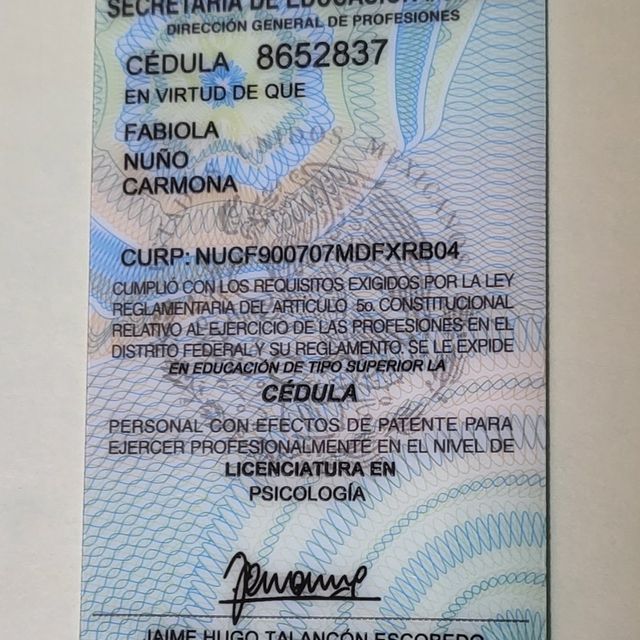 SECRETARÍA DE EDUCACIÓN
DIRECCIÓN GENERAL DE PROFESIONES
CÉDULA 8652837
EN VIRTUD DE QUE
FABIOLA
NUÑO
CARMONA
CURP: NUCF900707MDFXRB04
CUMPLIÓ CON LOS REQUISITOS EXIGIDOS POR LA LEY
REGLAMENTARIA DEL ARTÍCULO 5o. CONSTITUCIONAL
RELATIVO AL EJERCICIO DE LAS PROFESIONES EN EL
DISTRITO FEDERAL Y SU REGLAMENTO. SE LE EXPIDE
EN EDUCACIÓN DE TIPO SUPERIOR LA
CÉDULA
PERSONAL CON EFECTOS DE PATENTE PARA
EJERCER PROFESIONALMENTE EN EL NIVEL DE
LICENCIATURA EN
PSICOLOGÍA
JAIME HUGO TALANCÓN ESCOBEDO